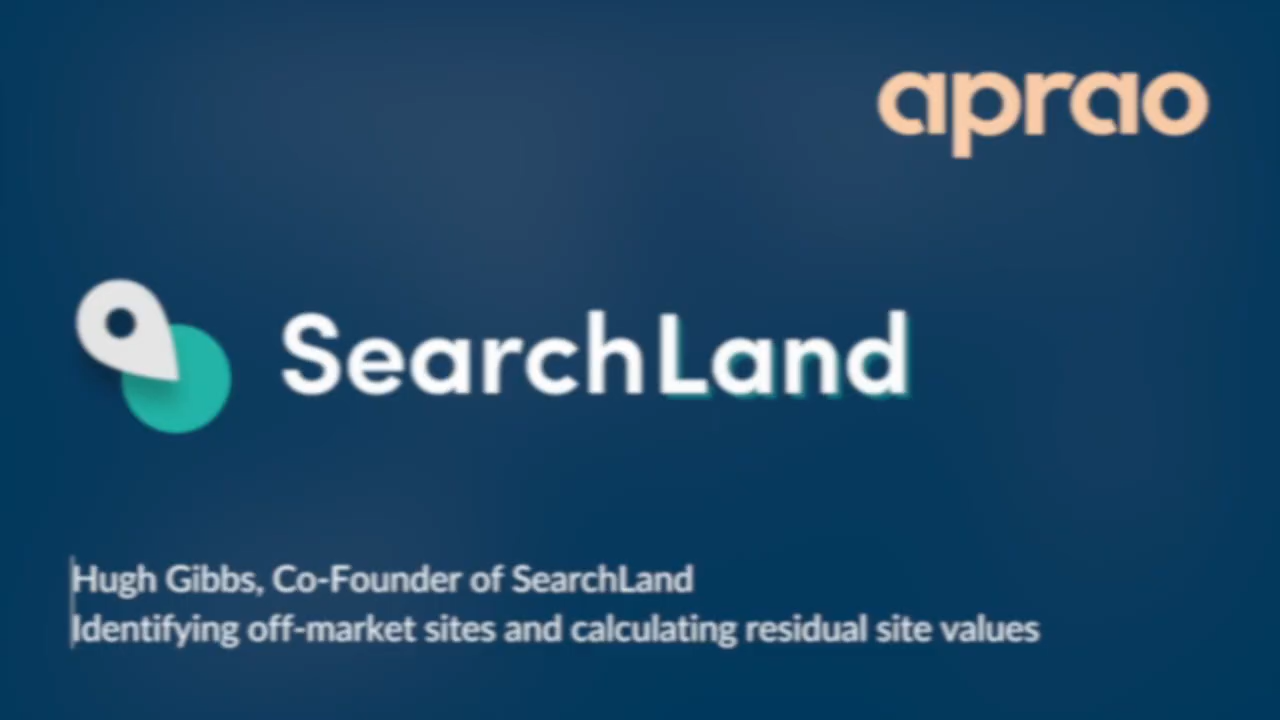 aprao
SearchLand
Hugh Gibbs, Co-Founder of SearchLand
Identifying off-market sites and calculating residual site values